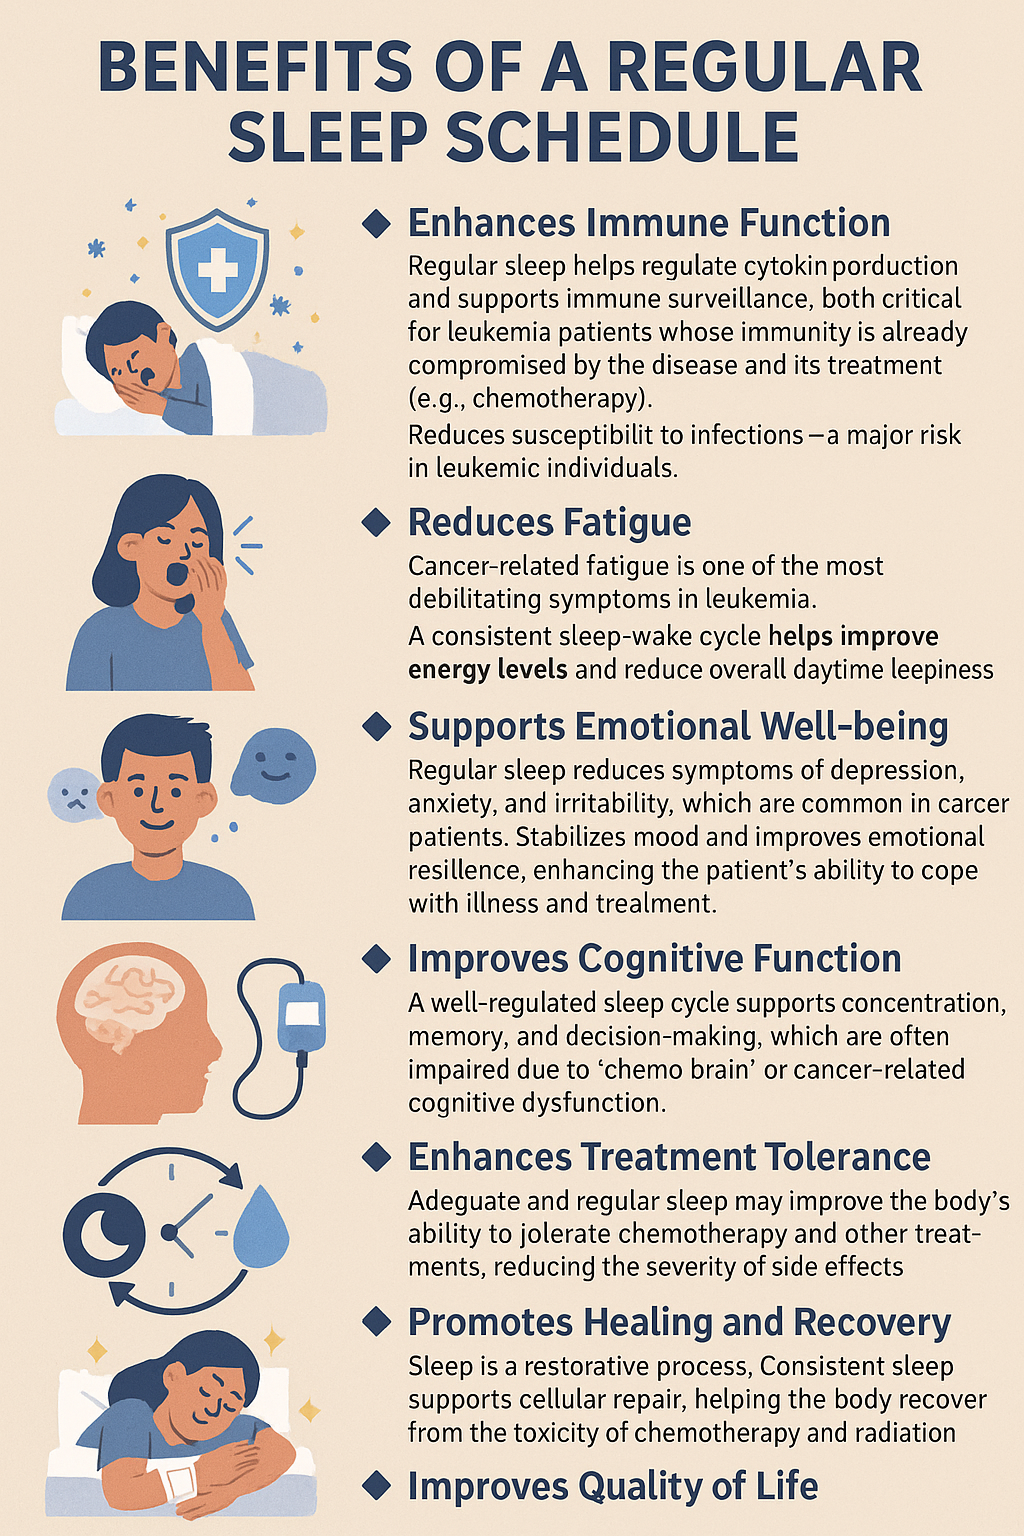 BENEFITS OF A REGULAR
SLEEP SCHEDULE
Enhances Immune Function
Regular sleep helps regulate cytokin porduction
and supports immune surveillance, both critical
for leukemia patients whose immunity is already
compromised by the disease and its treatment
(e.g., chemotherapy).
Reduces susceptibilit to infections – a major risk
in leukemic individuals.
Reduces Fatigue
Cancer-related fatigue is one of the most
debilitating symptoms in leukemia.
A consistent sleep-wake cycle helps improve
energy levels and reduce overall daytime leepiness
Supports Emotional Well-being
Regular sleep reduces symptoms of depression,
anxiety, and irritability, which are common in carcer
patients. Stabilizes mood and improves emotional
resillence, enhancing the patient's ability to cope
with illness and trealment.
Improves Cognitive Function
A well-regulated sleep cycle supports concentration,
memory, and decision-making, which are often
impaired due to ‘chemo brain’ or cancer-related
cognitive dysfunction.
Enhances Treatment Tolerance
Adeguate and regular sleep may improve the body's
ability to jolerate chemotherapy and other treat-
ments, reducing the severity of side effects
Promotes Healing and Recovery
Sleep is a restorative process, Consistent sleep
supports cellular repair, helping the body recover
from the toxicity of chemotherapy and radiation
Improves Quality of Life